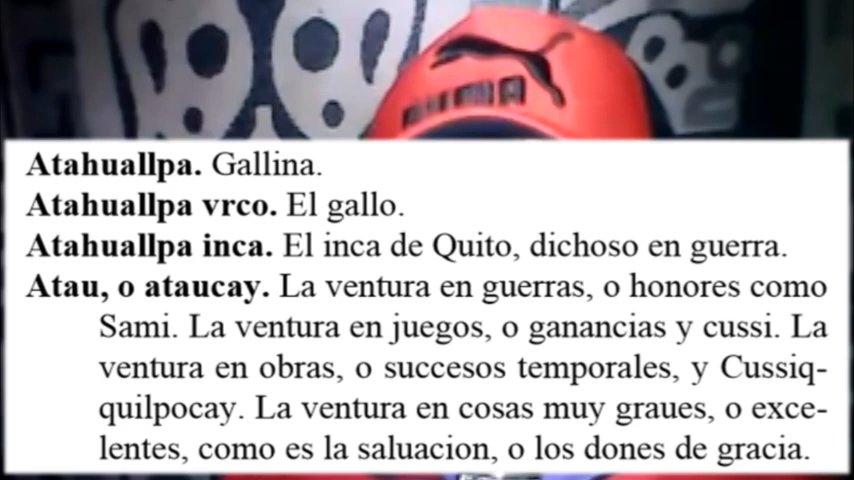 PUMA
Atahuallpa. Gallina.
Atahuallpa vrco. El gallo.
Atahuallpa inca. El inca de Quito, dichoso en guerra.
Atau, o ataucay. La ventura en guerras, o honores como
Sami. La ventura en juegos, o ganancias y cussi. La
ventura en obras, o succesos temporales, y Cussiq-
quilpocay. La ventura en cosas muy graues, o exce-
lentes, como es la saluacion, o los dones de gracia.